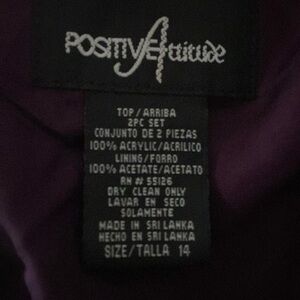 POSITIVE Attitude
TOP/ARRIBA
2PC SET
CONJUNTO DE 2 PIEZAS
100% ACRYLIC/ACRILICO
LINING/FORRO
100% ACETATE/ACETATO
RN # 55126
DRY CLEAN ONLY
LAVAR EN SECO
SOLAMENTE
MADE IN SRI LANKA
HECHO EN SRI LANKA
SIZE/TALLA 14